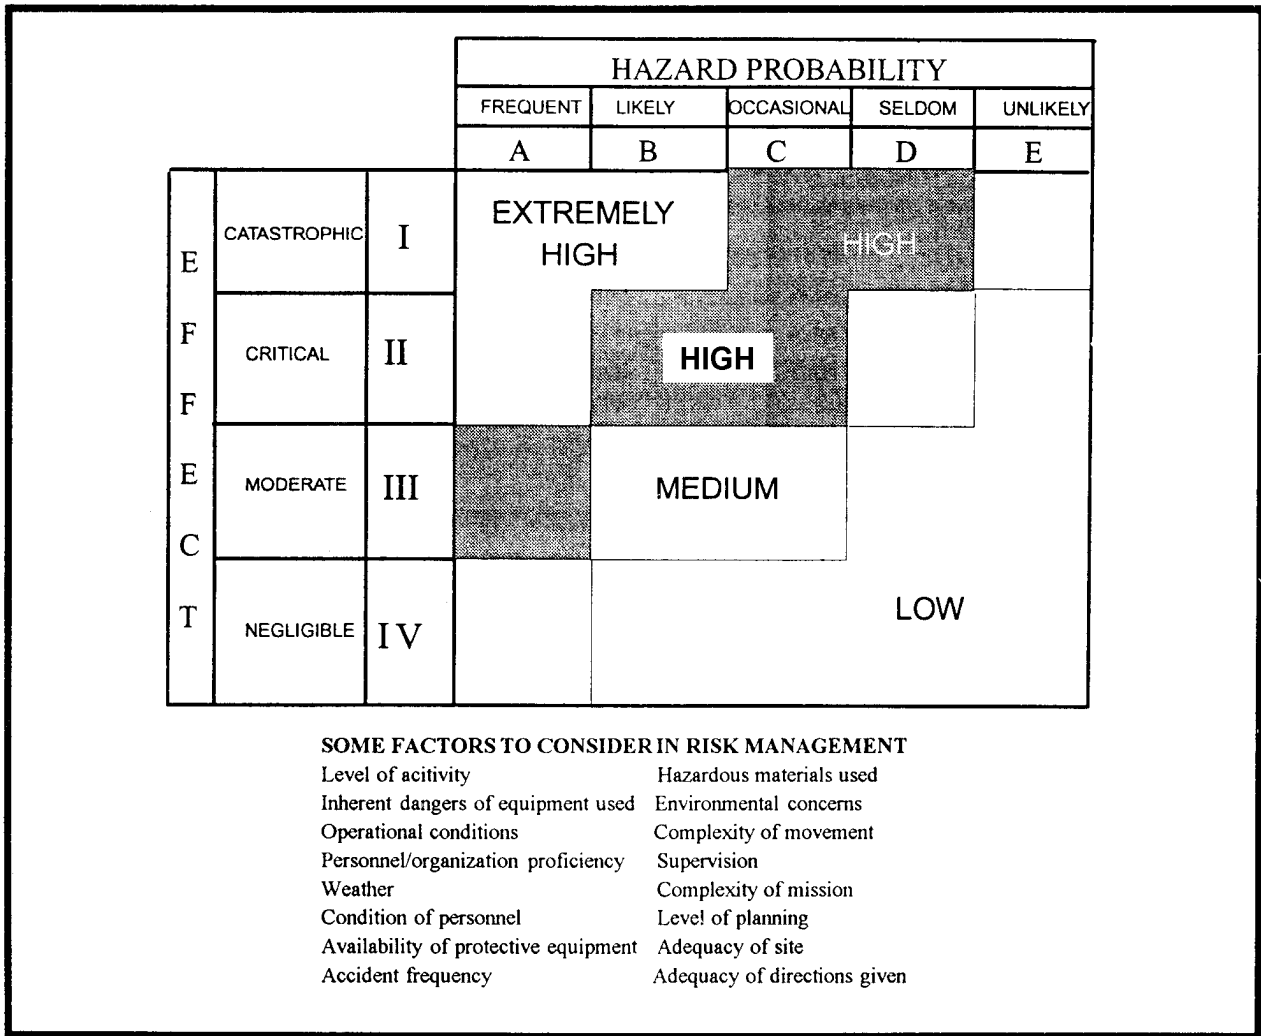 HAZARD PROBABILITY
FREQUENT LIKELY OCCASIONAL SELDOM UNLIKELY
A B C D E
EFFECT
CATASTROPHIC I EXTREMELY HIGH HIGH
CRITICAL II HIGH
MODERATE III MEDIUM
NEGLIGIBLE IV LOW
SOME FACTORS TO CONSIDER IN RISK MANAGEMENT
Level of acitivity Hazardous materials used
Inherent dangers of equipment used Environmental concerns
Operational conditions Complexity of movement
Personnel/organization proficiency Supervision
Weather Complexity of mission
Condition of personnel Level of planning
Availability of protective equipment Adequacy of site
Accident frequency Adequacy of directions given